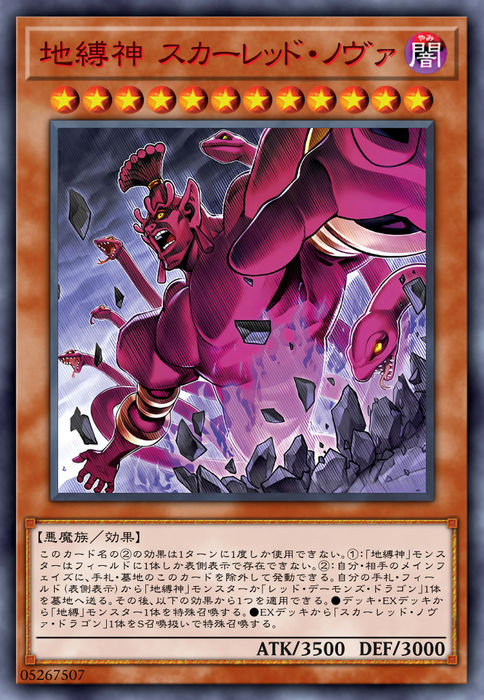 地縛神 スカーレッド・ノヴァ
やみ
闇
【悪魔族／効果】
このカード名の②の効果は1ターンに1度しか使用できない。①：「地縛神」モンス
ターはフィールドに1体しか表側表示で存在できない。②：自分・相手のメインフ
ェイズに、手札・墓地のこのカードを除外して発動できる。自分の手札・フィー
ルド（表側表示）から「地縛神」モンスターか「レッド・デーモンズ・ドラゴン」1体
を墓地へ送る。その後、以下の効果から1つを適用できる。●デッキ・EXデッキか
ら「地縛」モンスター1体を特殊召喚する。●EXデッキから「スカーレッド・ノヴ
ァ・ドラゴン」1体をS召喚扱いで特殊召喚する。
ATK/3500 DEF/3000
05267507